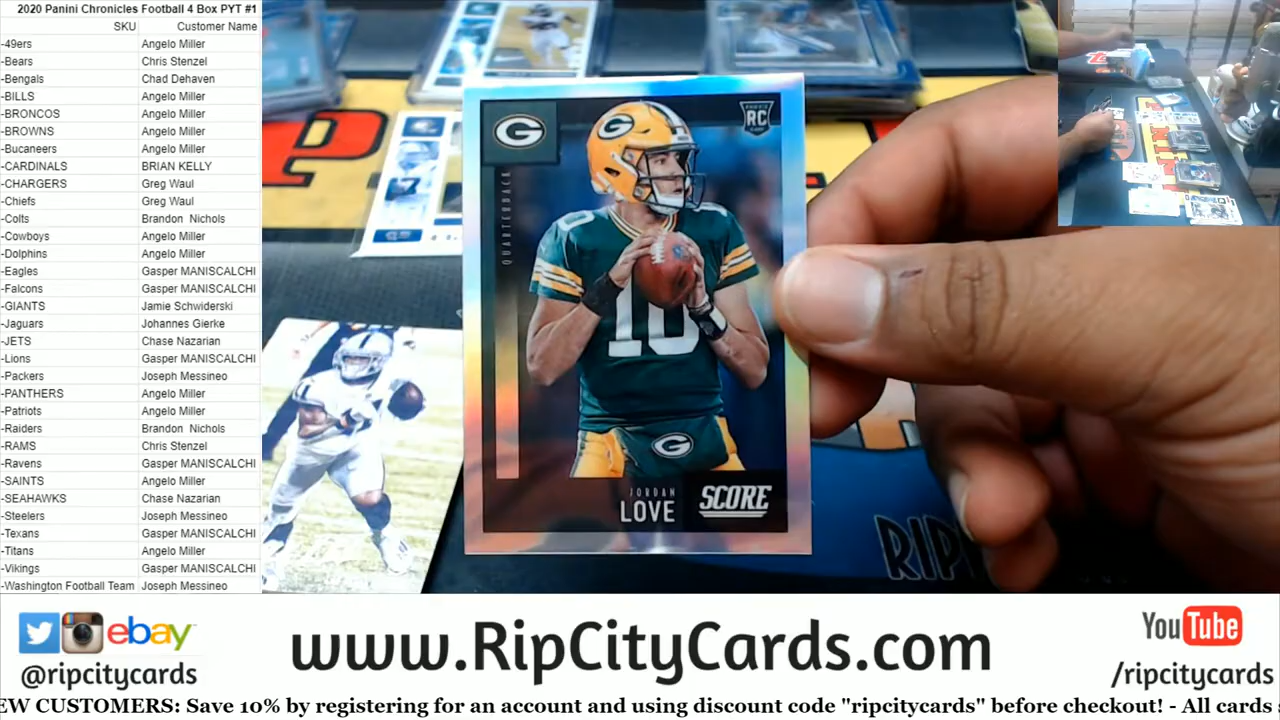 2020 Panini Chronicles Football 4 Box PYT #1
SKU Customer Name
-49ers Angelo Miller
-Bears Chris Stenzel
-Bengals Chad Dehaven
-BILLS Angelo Miller
-BRONCOS Angelo Miller
-BROWNS Angelo Miller
-Bucaneers Angelo Miller
-CARDINALS BRIAN KELLY
-CHARGERS Greg Waul
-Chiefs Greg Waul
-Colts Brandon Nichols
-Cowboys Angelo Miller
-Dolphins Angelo Miller
-Eagles Gasper MANISCALCHI
-Falcons Gasper MANISCALCHI
-GIANTS Jamie Schwiderski
-Jaguars Johannes Gierke
-JETS Chase Nazarian
-Lions Gasper MANISCALCHI
-Packers Joseph Messineo
-PANTHERS Angelo Miller
-Patriots Angelo Miller
-Raiders Brandon Nichols
-RAMS Chris Stenzel
-Ravens Gasper MANISCALCHI
-SAINTS Angelo Miller
-SEAHAWKS Chase Nazarian
-Steelers Joseph Messineo
-Texans Gasper MANISCALCHI
-Titans Angelo Miller
-Vikings Gasper MANISCALCHI
-Washington Football Team Joseph Messineo
G
RC
QUARTERBACK
10
10
G
JORDAN
LOVE
SCORE
P
RIP
ebay
@ripcitycards
www.RipCityCards.com
YouTube
/ripcitycards
EW CUSTOMERS: Save 10% by registering for an account and using discount code "ripcitycards" before checkout! - All cards